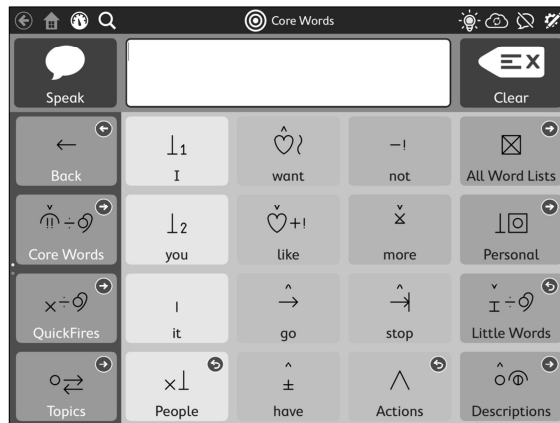 Core Words
Speak
Clear
Back
I
want
not
All Word Lists
Core Words
you
like
more
Personal
QuickFires
it
go
stop
Little Words
Topics
People
have
Actions
Descriptions